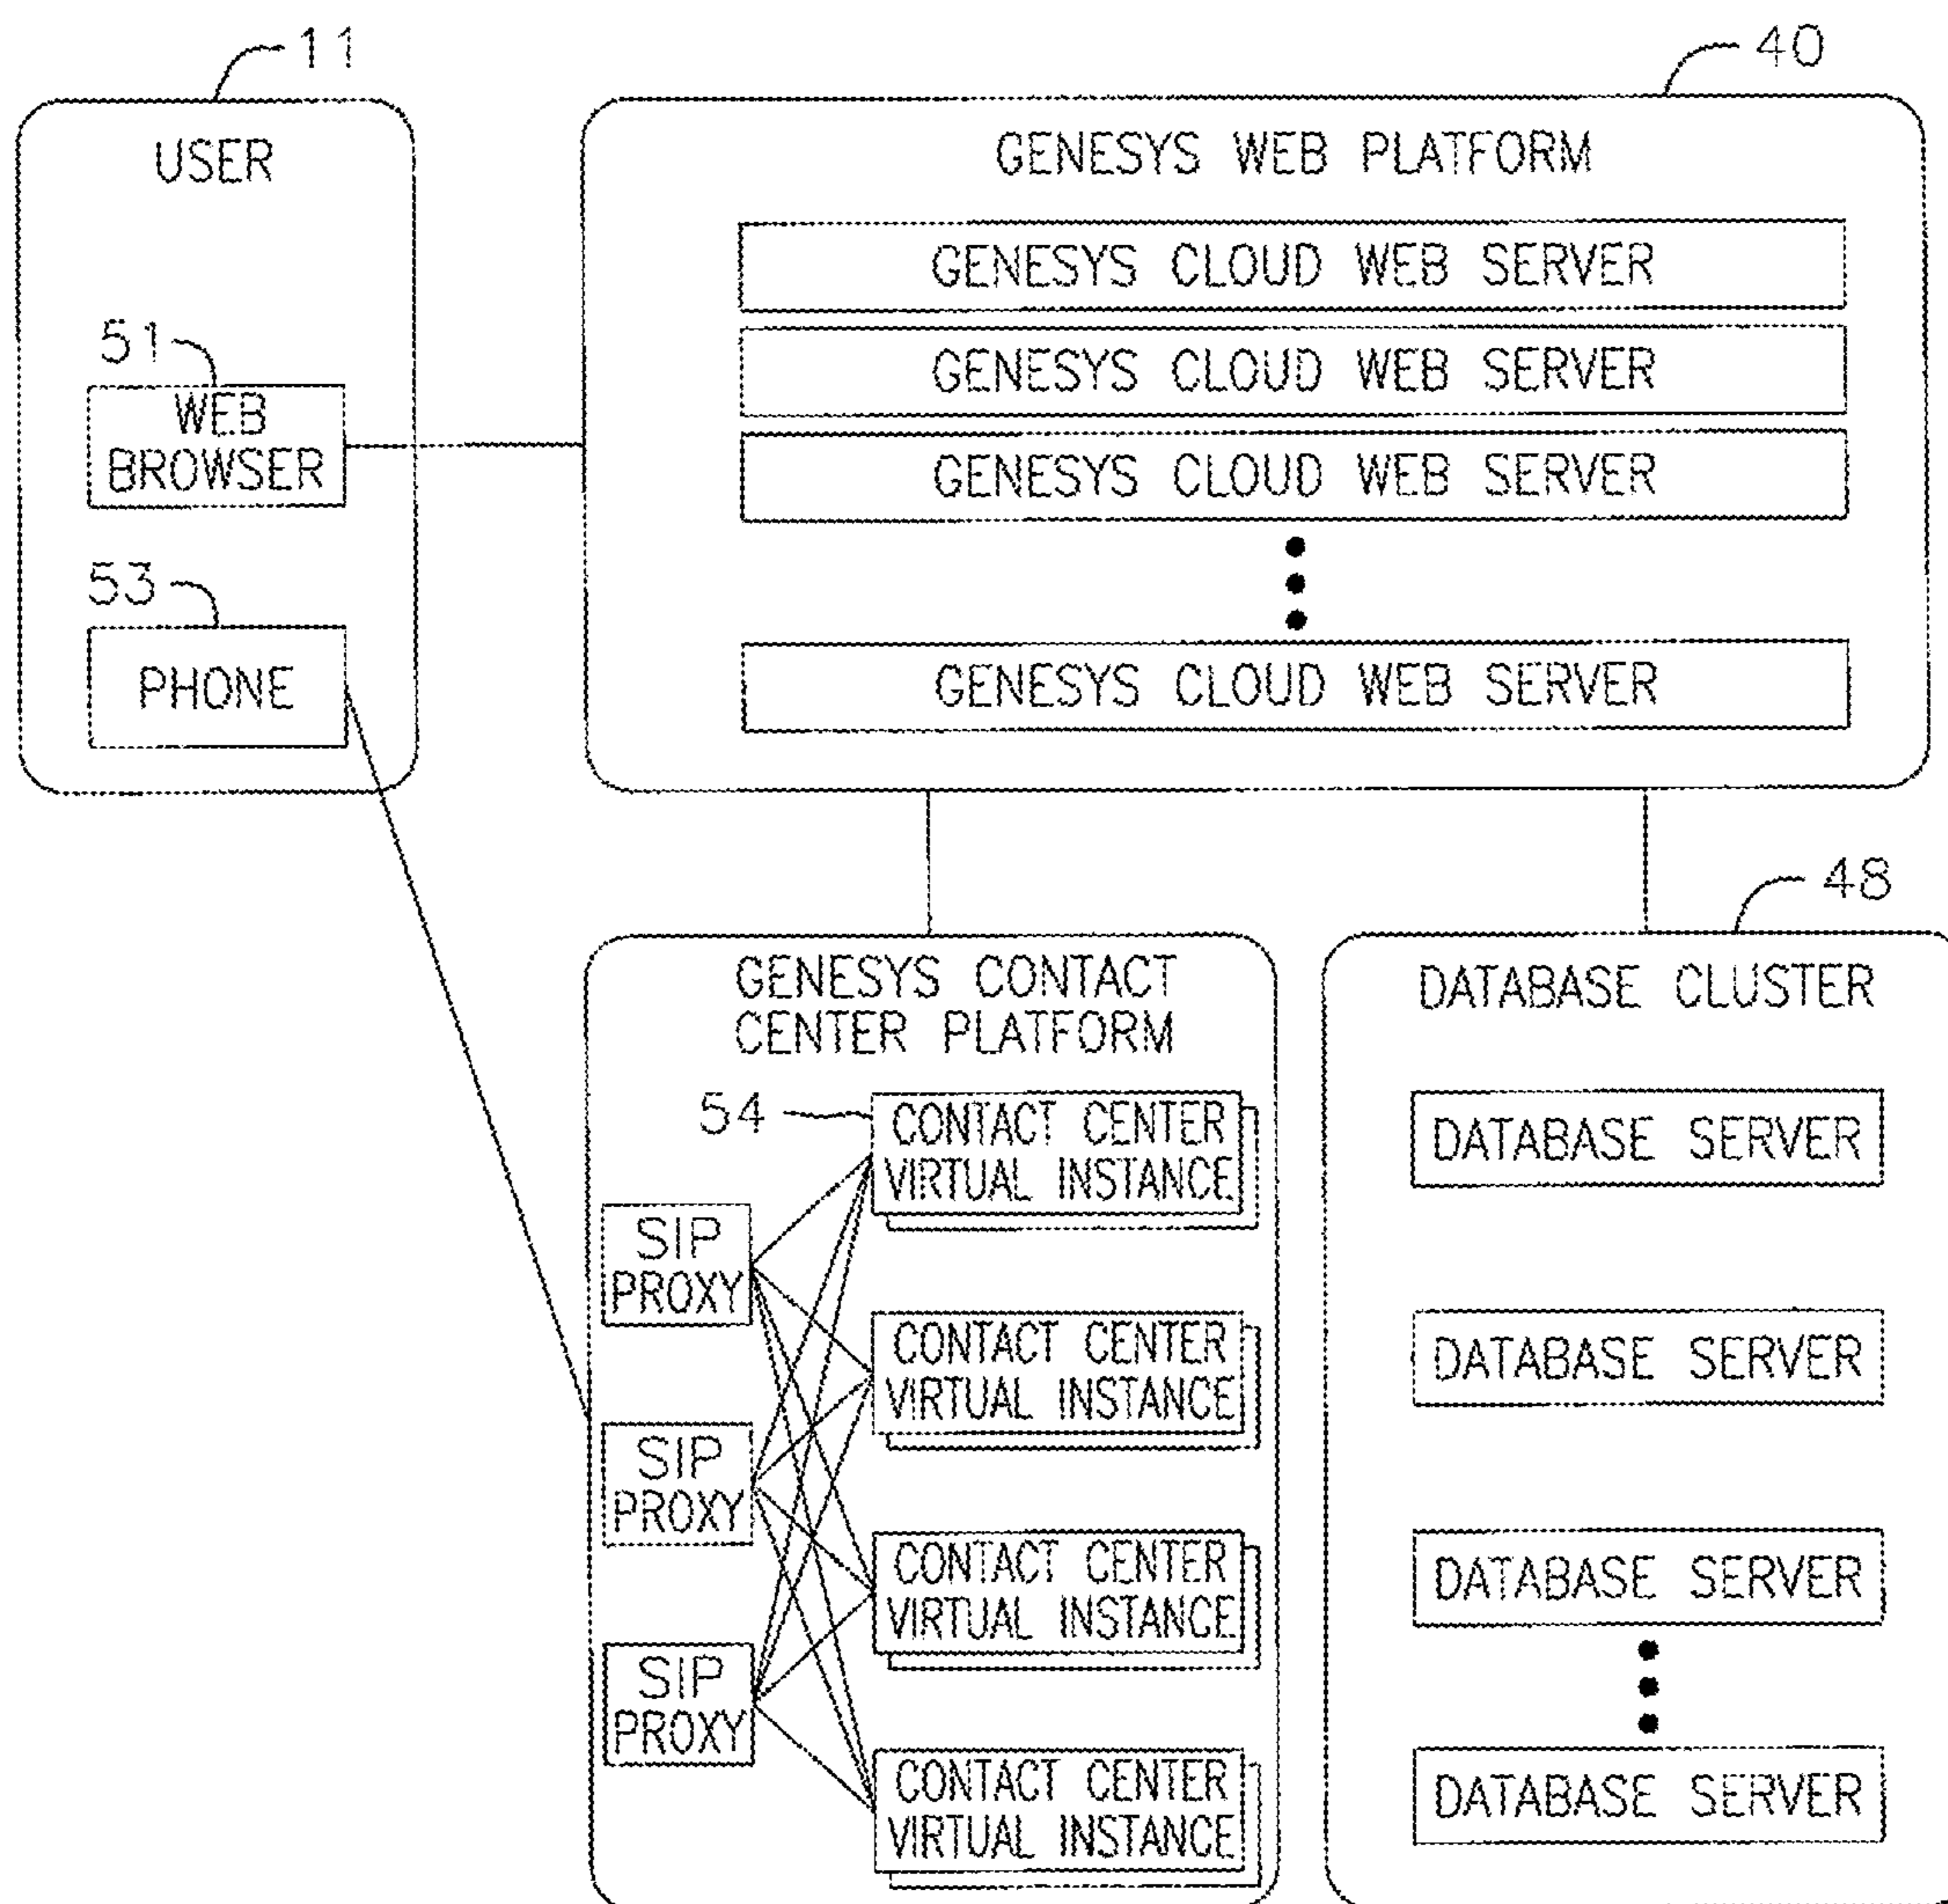 11
USER
51
WEB
BROWSER
53
PHONE
40
GENESYS WEB PLATFORM
GENESYS CLOUD WEB SERVER
GENESYS CLOUD WEB SERVER
GENESYS CLOUD WEB SERVER
GENESYS CLOUD WEB SERVER
GENESYS CONTACT
CENTER PLATFORM
54
CONTACT CENTER
VIRTUAL INSTANCE
SIP
PROXY
CONTACT CENTER
VIRTUAL INSTANCE
SIP
PROXY
CONTACT CENTER
VIRTUAL INSTANCE
SIP
PROXY
CONTACT CENTER
VIRTUAL INSTANCE
48
DATABASE CLUSTER
DATABASE SERVER
DATABASE SERVER
DATABASE SERVER
DATABASE SERVER